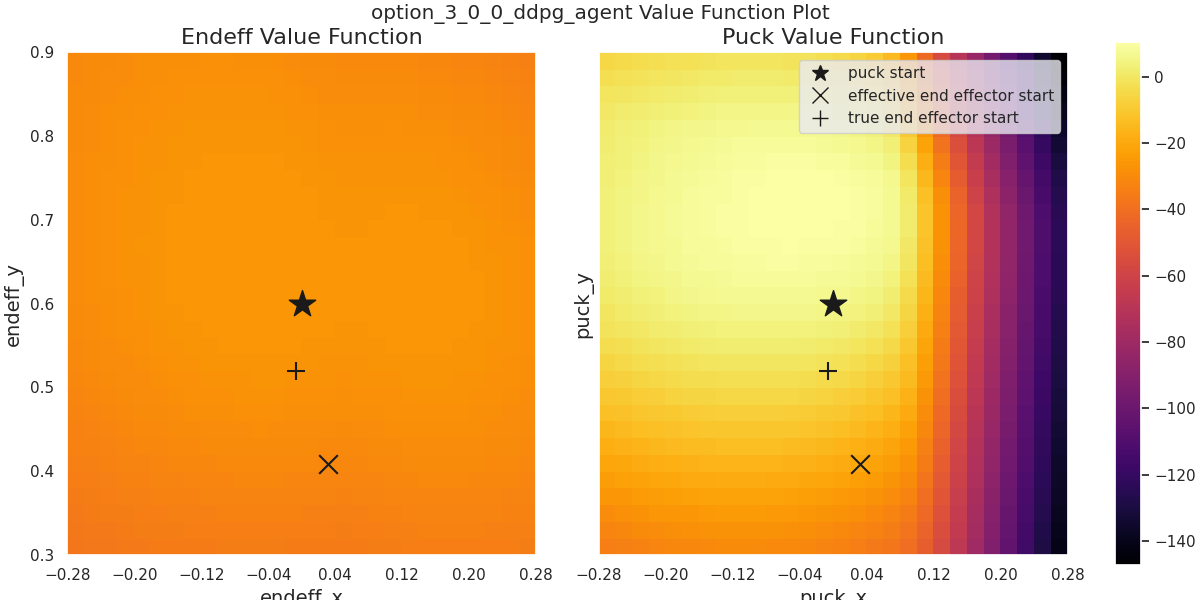 option_3_0_0_ddpg_agent Value Function Plot
Endeff Value Function
Puck Value Function
puck start
effective end effector start
true end effector start
endeff_y
0.9
0.8
0.7
0.6
0.5
0.4
0.3
−0.28 −0.20 −0.12 −0.04 0.04 0.12 0.20 0.28
endeff_x
puck_y
−0.28 −0.20 −0.12 −0.04 0.04 0.12 0.20 0.28
puck_x
0
−20
−40
−60
−80
−100
−120
−140